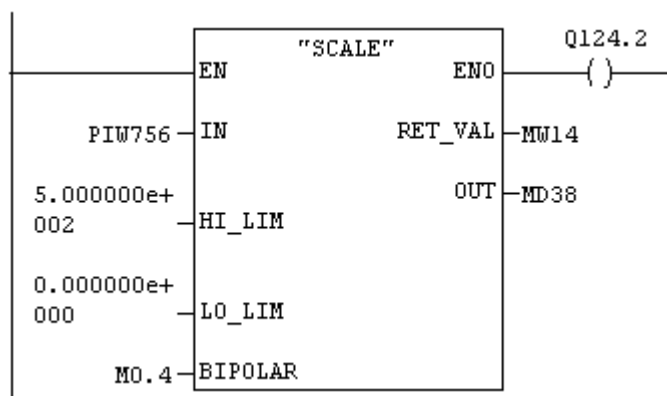 "SCALE"
Q124.2
EN
ENO
( )
PIW756
IN
RET_VAL
MW14
5.000000e+
002
HI_LIM
OUT
MD38
0.000000e+
000
LO_LIM
M0.4
BIPOLAR